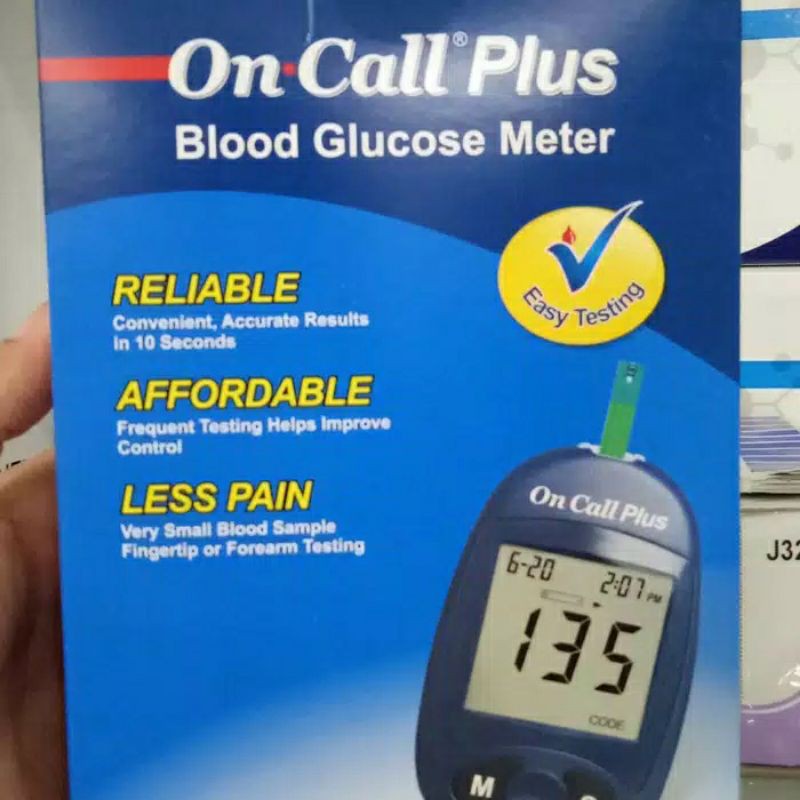 On·Call® Plus
Blood Glucose Meter
Easy Testing
RELIABLE
Convenient, Accurate Results
in 10 Seconds
AFFORDABLE
Frequent Testing Helps Improve
Control
LESS PAIN
Very Small Blood Sample
Fingertip or Forearm Testing
On Call Plus
6-20 2:07 PM
135
CODE
M
J32